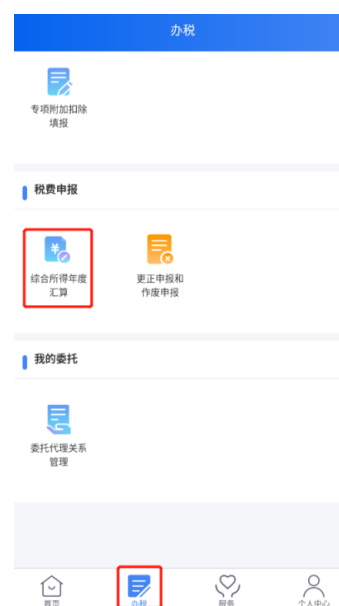 办税
专项附加扣除
填报
税费申报
综合所得年度
汇算
更正申报和
作废申报
我的委托
委托代理关系
管理
首页
办税
服务
个人中心